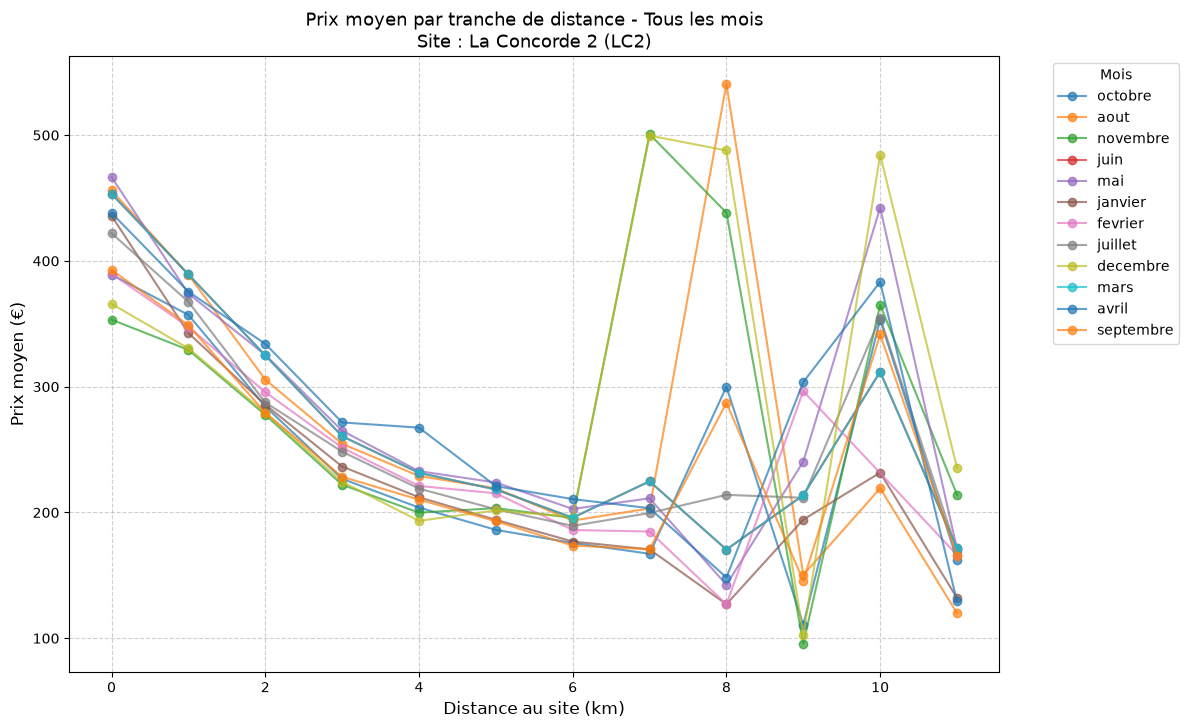 Prix moyen par tranche de distance - Tous les mois
Site : La Concorde 2 (LC2)
Prix moyen (€)
500
400
300
200
100
0
2
4
6
8
10
Distance au site (km)
Mois
octobre
aout
novembre
juin
mai
janvier
fevrier
juillet
decembre
mars
avril
septembre